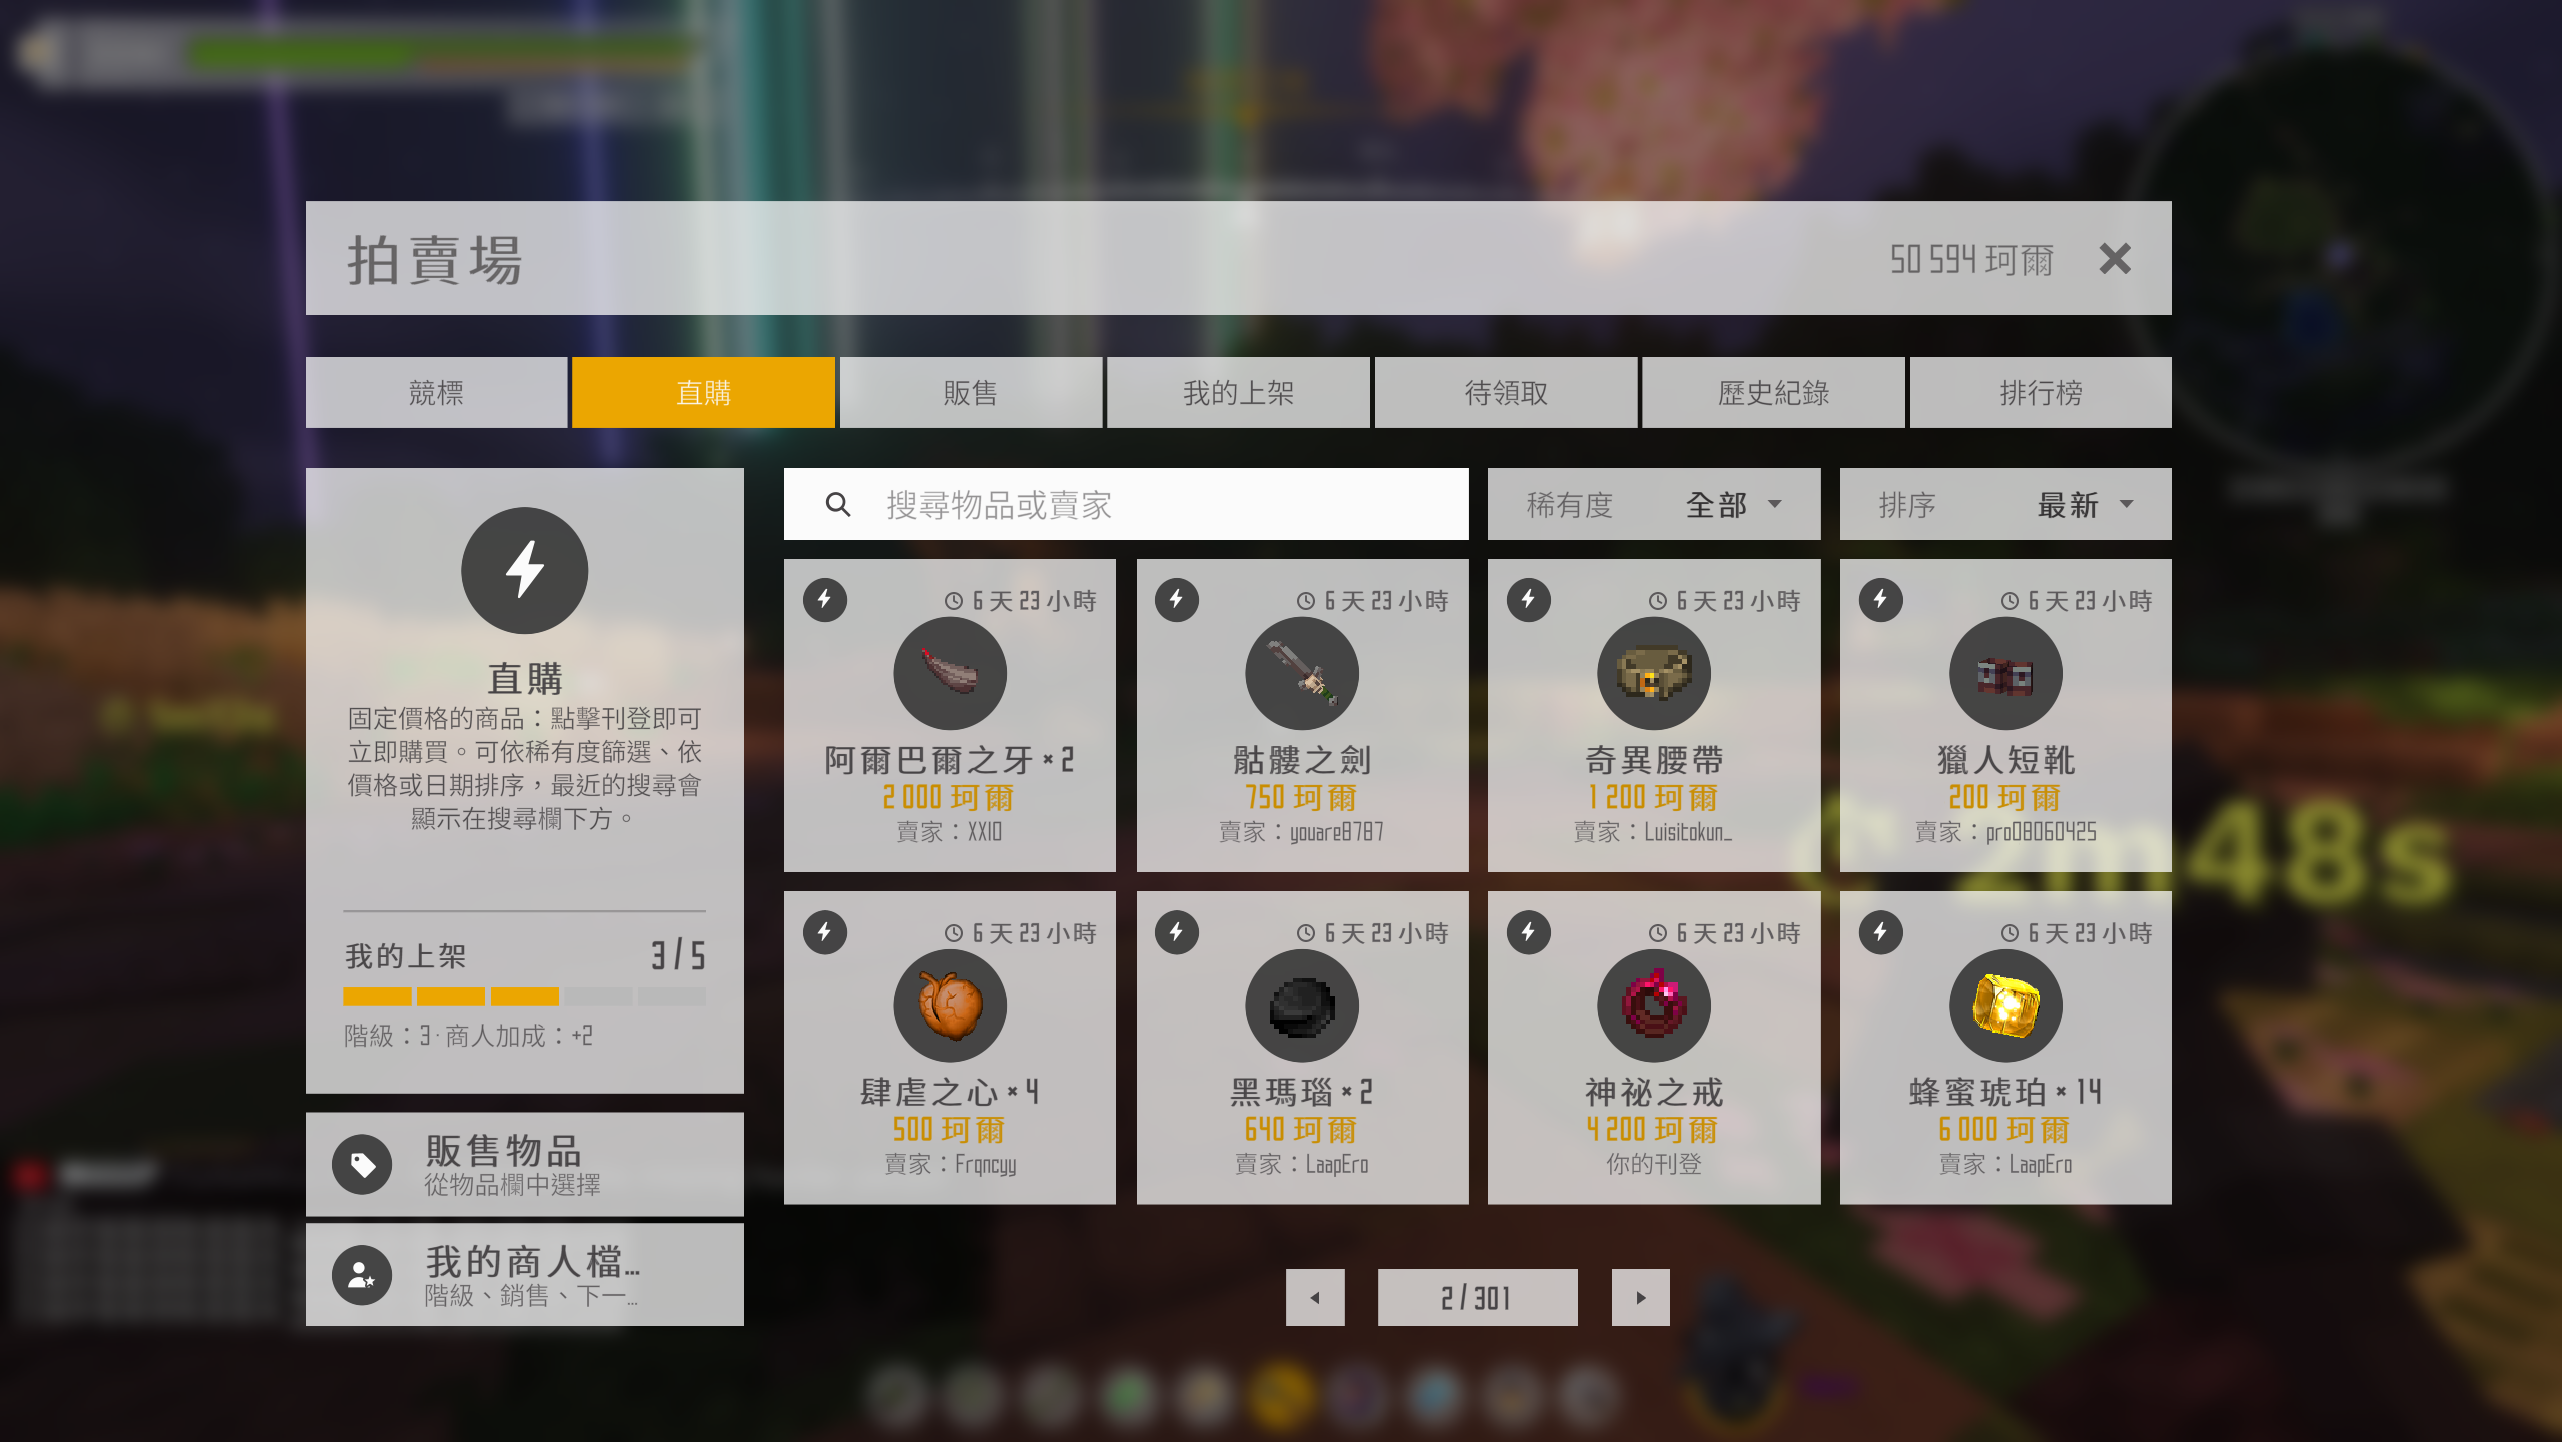 拍賣場
50 594 珂爾
競標
直購
販售
我的上架
待領取
歷史紀錄
排行榜
直購
固定價格的商品：點擊刊登即可
立即購買。可依稀有度篩選、依
價格或日期排序，最近的搜尋會
顯示在搜尋欄下方。
我的上架 3 / 5
階級：3 · 商人加成：+2
販售物品
從物品欄中選擇
我的商人檔...
階級、銷售、下一...
搜尋物品或賣家
稀有度 全部
排序 最新
6 天 23 小時
阿爾巴爾之牙 × 2
2 000 珂爾
賣家：XXIO
6 天 23 小時
骷髏之劍
750 珂爾
賣家：youare8787
6 天 23 小時
奇異腰帶
1 200 珂爾
賣家：Luisitokun_
6 天 23 小時
獵人短靴
200 珂爾
賣家：pro08060425
6 天 23 小時
肆虐之心 × 4
500 珂爾
賣家：Frqncyy
6 天 23 小時
黑瑪瑙 × 2
640 珂爾
賣家：LaapEro
6 天 23 小時
神祕之戒
4 200 珂爾
你的刊登
6 天 23 小時
蜂蜜琥珀 × 14
6 000 珂爾
賣家：LaapEro
2m48s
2 / 301